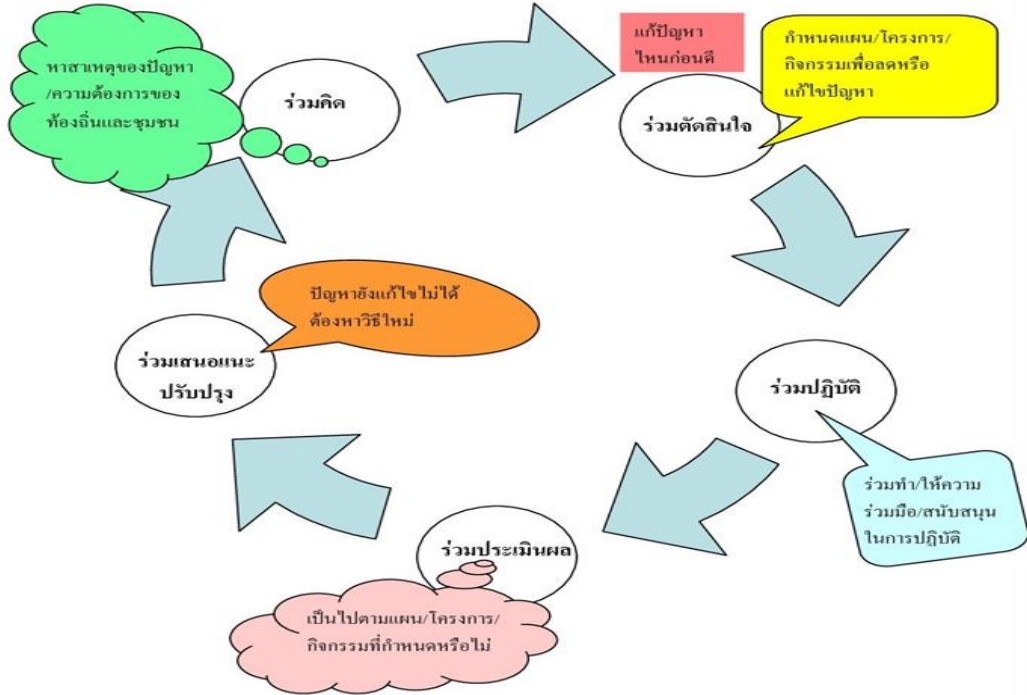 หาสาเหตุของปัญหา
/ความต้องการของ
ท้องถิ่นและชุมชน
ร่วมคิด
แก้ปัญหา
ไหนก่อนดี
กำหนดแผน/โครงการ/
กิจกรรมเพื่อลดหรือ
แก้ไขปัญหา
ร่วมตัดสินใจ
ร่วมปฏิบัติ
ร่วมทำ/ให้ความ
ร่วมมือ/สนับสนุน
ในการปฏิบัติ
ร่วมประเมินผล
เป็นไปตามแผน/โครงการ/
กิจกรรมที่กำหนดหรือไม่
ร่วมเสนอแนะ
ปรับปรุง
ปัญหายังแก้ไขไม่ได้
ต้องหาวิธีใหม่